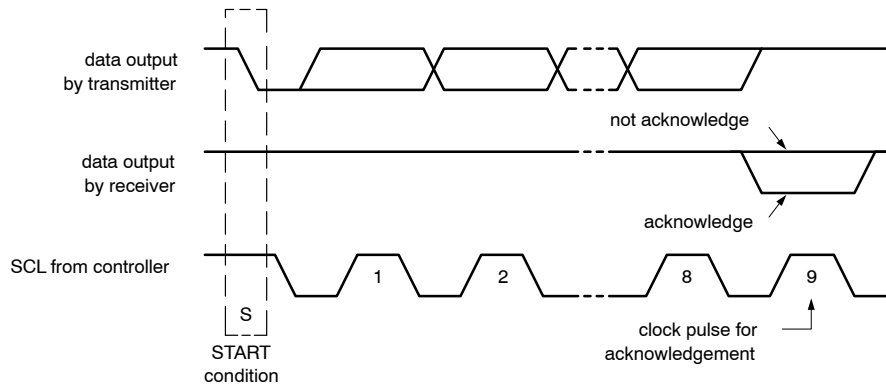 data output
by transmitter
not acknowledge
data output
by receiver
acknowledge
SCL from controller
1
2
8
9
S
START
condition
clock pulse for
acknowledgement